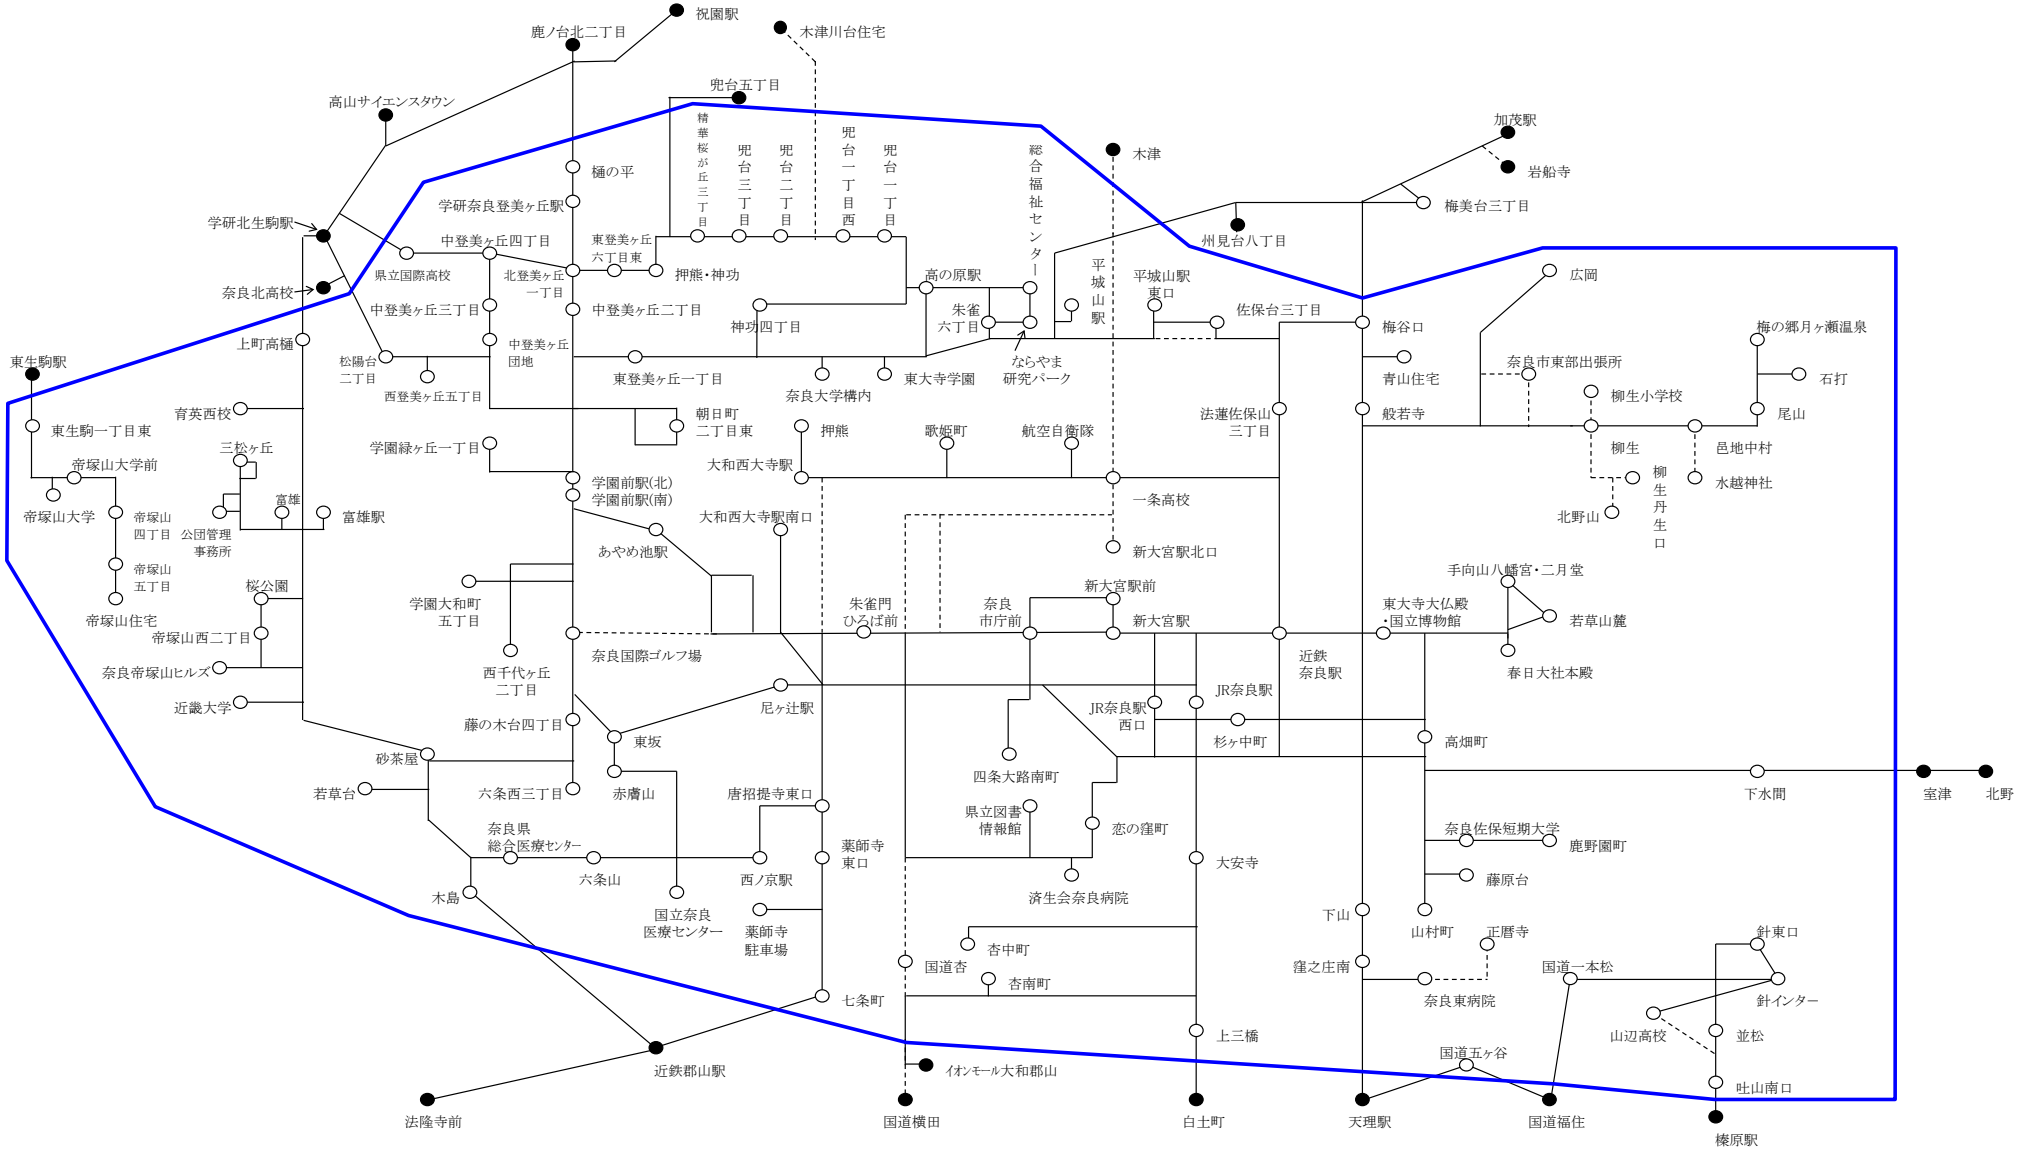 祝園駅
鹿ノ台北二丁目
木津川台住宅
高山サイエンスタウン
兜台五丁目
精華桜が丘三丁目
兜台三丁目
兜台二丁目
兜台一丁目西
兜台一丁目
総合福祉センター
木津
加茂駅
岩船寺
樋の平
学研奈良登美ヶ丘駅
梅美台三丁目
学研北生駒駅
中登美ヶ丘四丁目
東登美ヶ丘
六丁目東
州見台八丁目
県立国際高校
北登美ヶ丘
一丁目
押熊・神功
高の原駅
平城山駅
平城山駅
東口
広岡
奈良北高校
中登美ヶ丘三丁目
中登美ヶ丘二丁目
神功四丁目
朱雀
六丁目
佐保台三丁目
梅谷口
梅の郷月ヶ瀬温泉
上町高樋
松陽台
二丁目
中登美ヶ丘
団地
ならやま
研究パーク
東生駒駅
西登美ヶ丘五丁目
東登美ヶ丘一丁目
奈良大学構内
東大寺学園
青山住宅
奈良市東部出張所
石打
育英西校
朝日町
二丁目東
法蓮佐保山
三丁目
般若寺
柳生小学校
尾山
東生駒一丁目東
三松ヶ丘
学園緑ヶ丘一丁目
押熊
歌姫町
航空自衛隊
柳生
邑地中村
帝塚山大学前
大和西大寺駅
学園前駅(北)
学園前駅(南)
一条高校
柳生丹生口
水越神社
帝塚山大学
帝塚山
四丁目
公団管理
事務所
富雄
富雄駅
大和西大寺駅南口
北野山
あやめ池駅
新大宮駅北口
帝塚山
五丁目
桜公園
手向山八幡宮・二月堂
帝塚山住宅
学園大和町
五丁目
朱雀門
ひろば前
奈良
市庁前
新大宮駅前
新大宮駅
東大寺大仏殿
・国立博物館
若草山麓
帝塚山西二丁目
奈良国際ゴルフ場
近鉄
奈良駅
奈良帝塚山ヒルズ
西千代ヶ丘
二丁目
春日大社本殿
近畿大学
尼ヶ辻駅
JR奈良駅
西口
JR奈良駅
藤の木台四丁目
東坂
杉ヶ中町
高畑町
砂茶屋
四条大路南町
若草台
六条西三丁目
赤膚山
唐招提寺東口
下水間
室津
北野
県立図書
情報館
恋の窪町
奈良県
総合医療センター
奈良佐保短期大学
鹿野園町
六条山
西ノ京駅
薬師寺
東口
大安寺
藤原台
木島
済生会奈良病院
国立奈良
医療センター
薬師寺
駐車場
下山
山村町
正暦寺
針東口
杏中町
国道杏
窪之庄南
国道一本松
杏南町
奈良東病院
針インター
七条町
上三橋
山辺高校
並松
国道五ヶ谷
近鉄郡山駅
イオンモール大和郡山
吐山南口
法隆寺前
国道横田
白土町
天理駅
国道福住
榛原駅